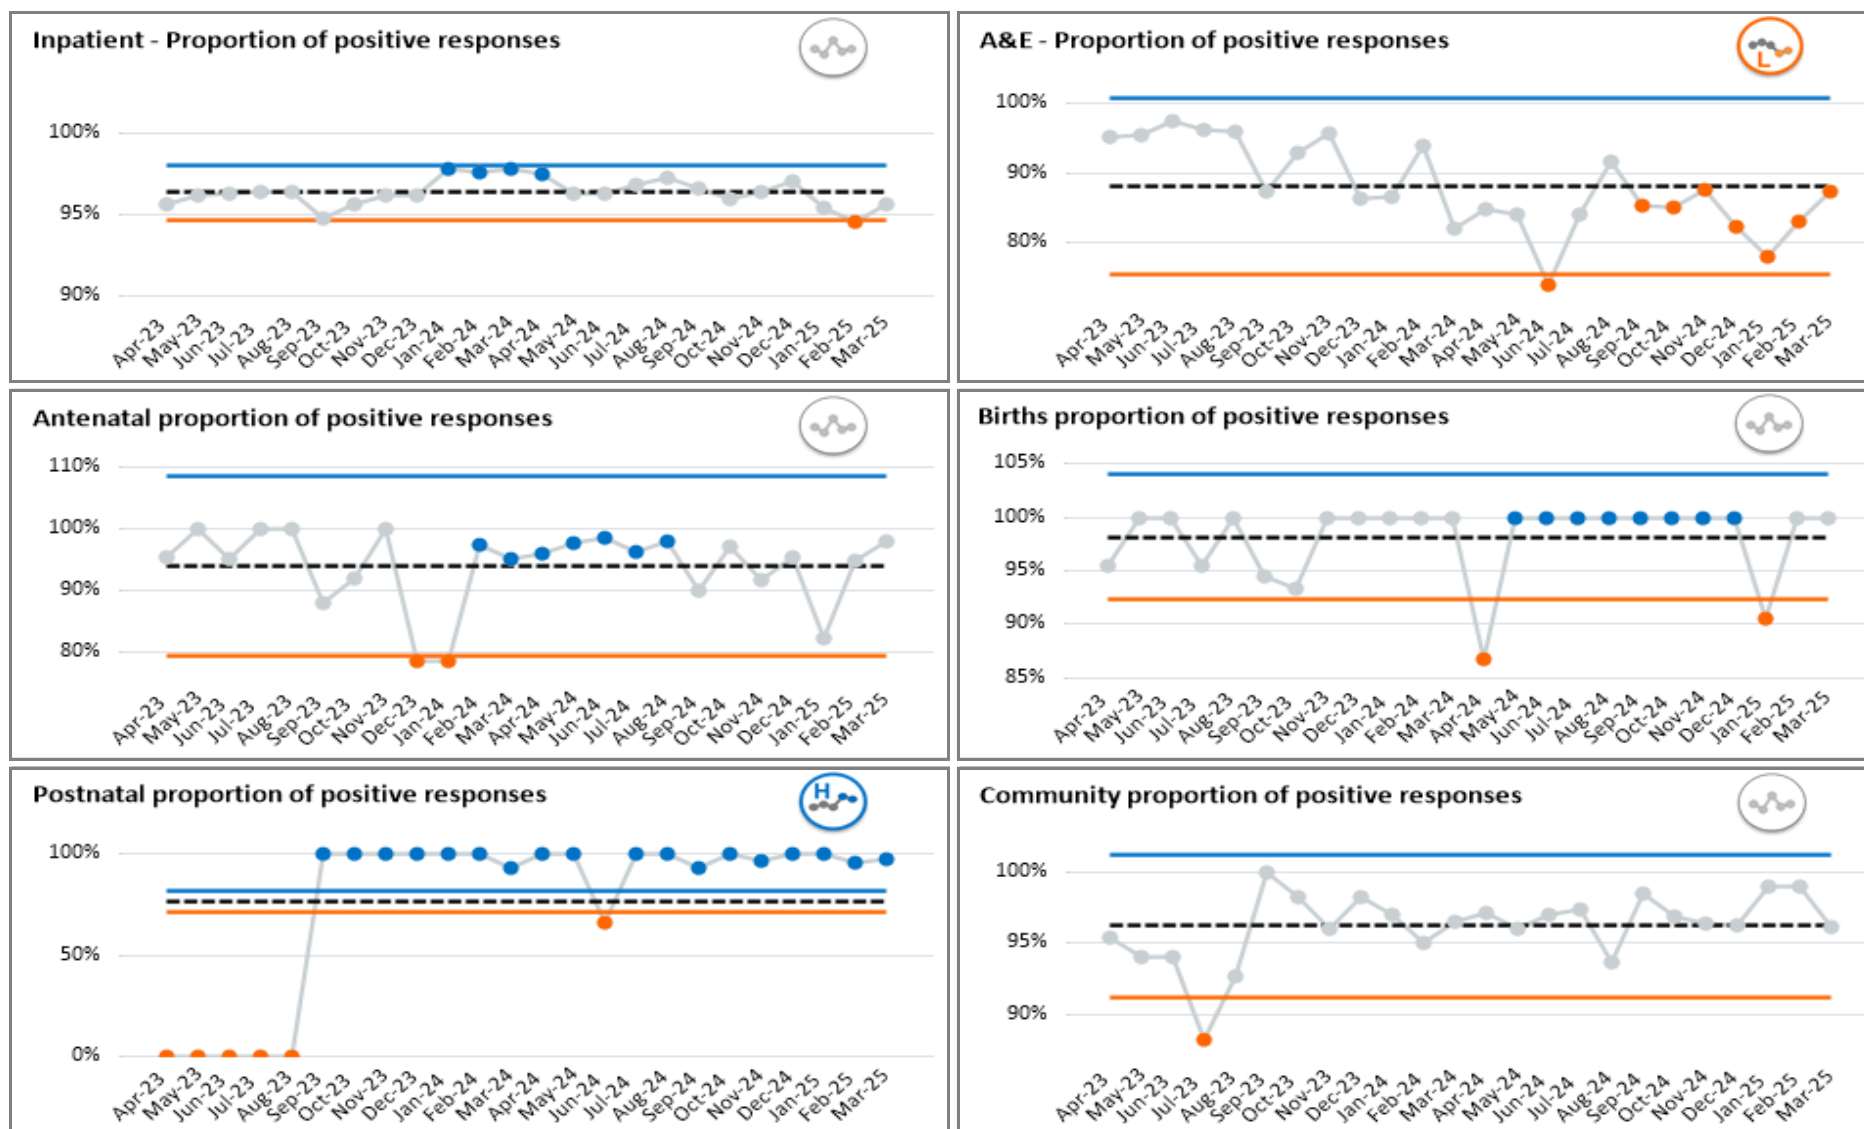 Inpatient - Proportion of positive responses
100%
95%
90%
Apr-23 May-23 Jun-23 Jul-23 Aug-23 Sep-23 Oct-23 Nov-23 Dec-23 Jan-24 Feb-24 Mar-24 Apr-24 May-24 Jun-24 Jul-24 Aug-24 Sep-24 Oct-24 Nov-24 Dec-24 Jan-25 Feb-25 Mar-25
A&E - Proportion of positive responses
L
100%
90%
80%
Apr-23 May-23 Jun-23 Jul-23 Aug-23 Sep-23 Oct-23 Nov-23 Dec-23 Jan-24 Feb-24 Mar-24 Apr-24 May-24 Jun-24 Jul-24 Aug-24 Sep-24 Oct-24 Nov-24 Dec-24 Jan-25 Feb-25 Mar-25
Antenatal proportion of positive responses
110%
100%
90%
80%
Apr-23 May-23 Jun-23 Jul-23 Aug-23 Sep-23 Oct-23 Nov-23 Dec-23 Jan-24 Feb-24 Mar-24 Apr-24 May-24 Jun-24 Jul-24 Aug-24 Sep-24 Oct-24 Nov-24 Dec-24 Jan-25 Feb-25 Mar-25
Births proportion of positive responses
105%
100%
95%
90%
85%
Apr-23 May-23 Jun-23 Jul-23 Aug-23 Sep-23 Oct-23 Nov-23 Dec-23 Jan-24 Feb-24 Mar-24 Apr-24 May-24 Jun-24 Jul-24 Aug-24 Sep-24 Oct-24 Nov-24 Dec-24 Jan-25 Feb-25 Mar-25
Postnatal proportion of positive responses
H
100%
50%
0%
Apr-23 May-23 Jun-23 Jul-23 Aug-23 Sep-23 Oct-23 Nov-23 Dec-23 Jan-24 Feb-24 Mar-24 Apr-24 May-24 Jun-24 Jul-24 Aug-24 Sep-24 Oct-24 Nov-24 Dec-24 Jan-25 Feb-25 Mar-25
Community proportion of positive responses
100%
95%
90%
Apr-23 May-23 Jun-23 Jul-23 Aug-23 Sep-23 Oct-23 Nov-23 Dec-23 Jan-24 Feb-24 Mar-24 Apr-24 May-24 Jun-24 Jul-24 Aug-24 Sep-24 Oct-24 Nov-24 Dec-24 Jan-25 Feb-25 Mar-25